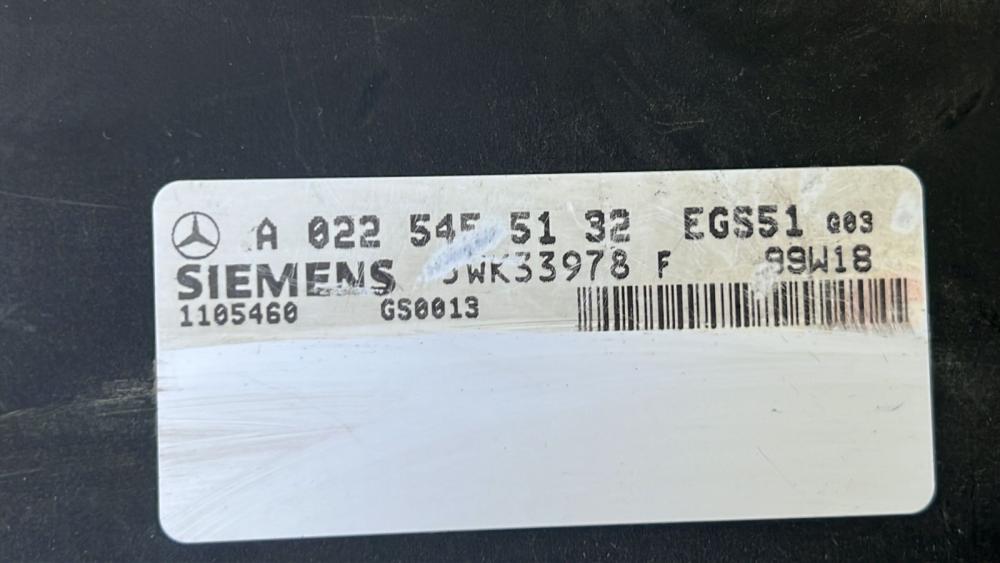 A 022 545 51 32 EGS51 G03
SIEMENS 5WK33978 F 99W18
1105460 GS0013